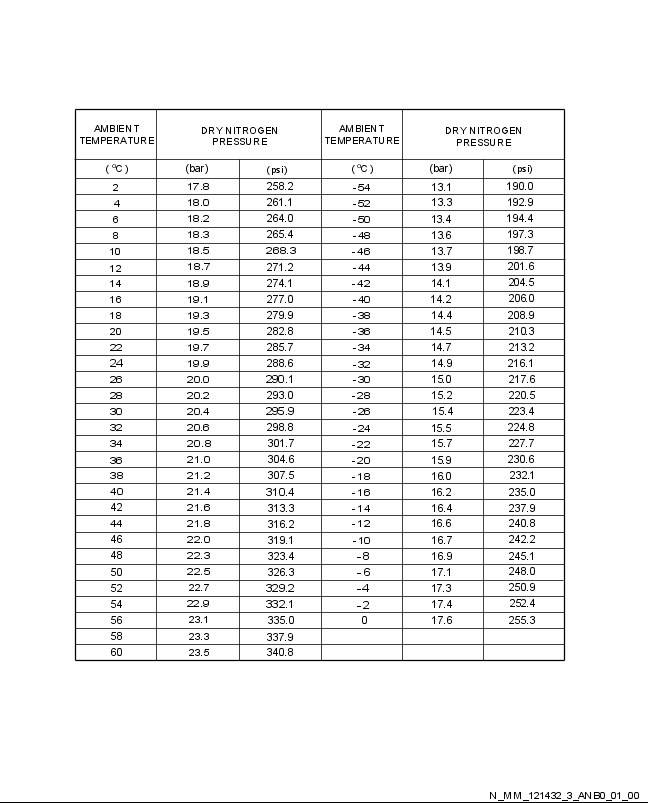 AMBIENT TEMPERATURE DRY NITROGEN PRESSURE AMBIENT TEMPERATURE DRY NITROGEN PRESSURE
(°C) (bar) (psi) (°C) (bar) (psi)
2 17.8 258.2 -54 13.1 190.0
4 18.0 261.1 -52 13.3 192.9
6 18.2 264.0 -50 13.4 194.4
8 18.3 265.4 -48 13.6 197.3
10 18.5 268.3 -46 13.7 198.7
12 18.7 271.2 -44 13.9 201.6
14 18.9 274.1 -42 14.1 204.5
16 19.1 277.0 -40 14.2 206.0
18 19.3 279.9 -38 14.4 208.9
20 19.5 282.8 -36 14.5 210.3
22 19.7 285.7 -34 14.7 213.2
24 19.9 288.6 -32 14.9 216.1
26 20.0 290.1 -30 15.0 217.6
28 20.2 293.0 -28 15.2 220.5
30 20.4 295.9 -26 15.4 223.4
32 20.6 298.8 -24 15.5 224.8
34 20.8 301.7 -22 15.7 227.7
36 21.0 304.6 -20 15.9 230.6
38 21.2 307.5 -18 16.0 232.1
40 21.4 310.4 -16 16.2 235.0
42 21.6 313.3 -14 16.4 237.9
44 21.8 316.2 -12 16.6 240.8
46 22.0 319.1 -10 16.7 242.2
48 22.3 323.4 -8 16.9 245.1
50 22.5 326.3 -6 17.1 248.0
52 22.7 329.2 -4 17.3 250.9
54 22.9 332.1 -2 17.4 252.4
56 23.1 335.0 0 17.6 255.3
58 23.3 337.9
60 23.5 340.8
N_MM_121432_3_ANB0_01_00